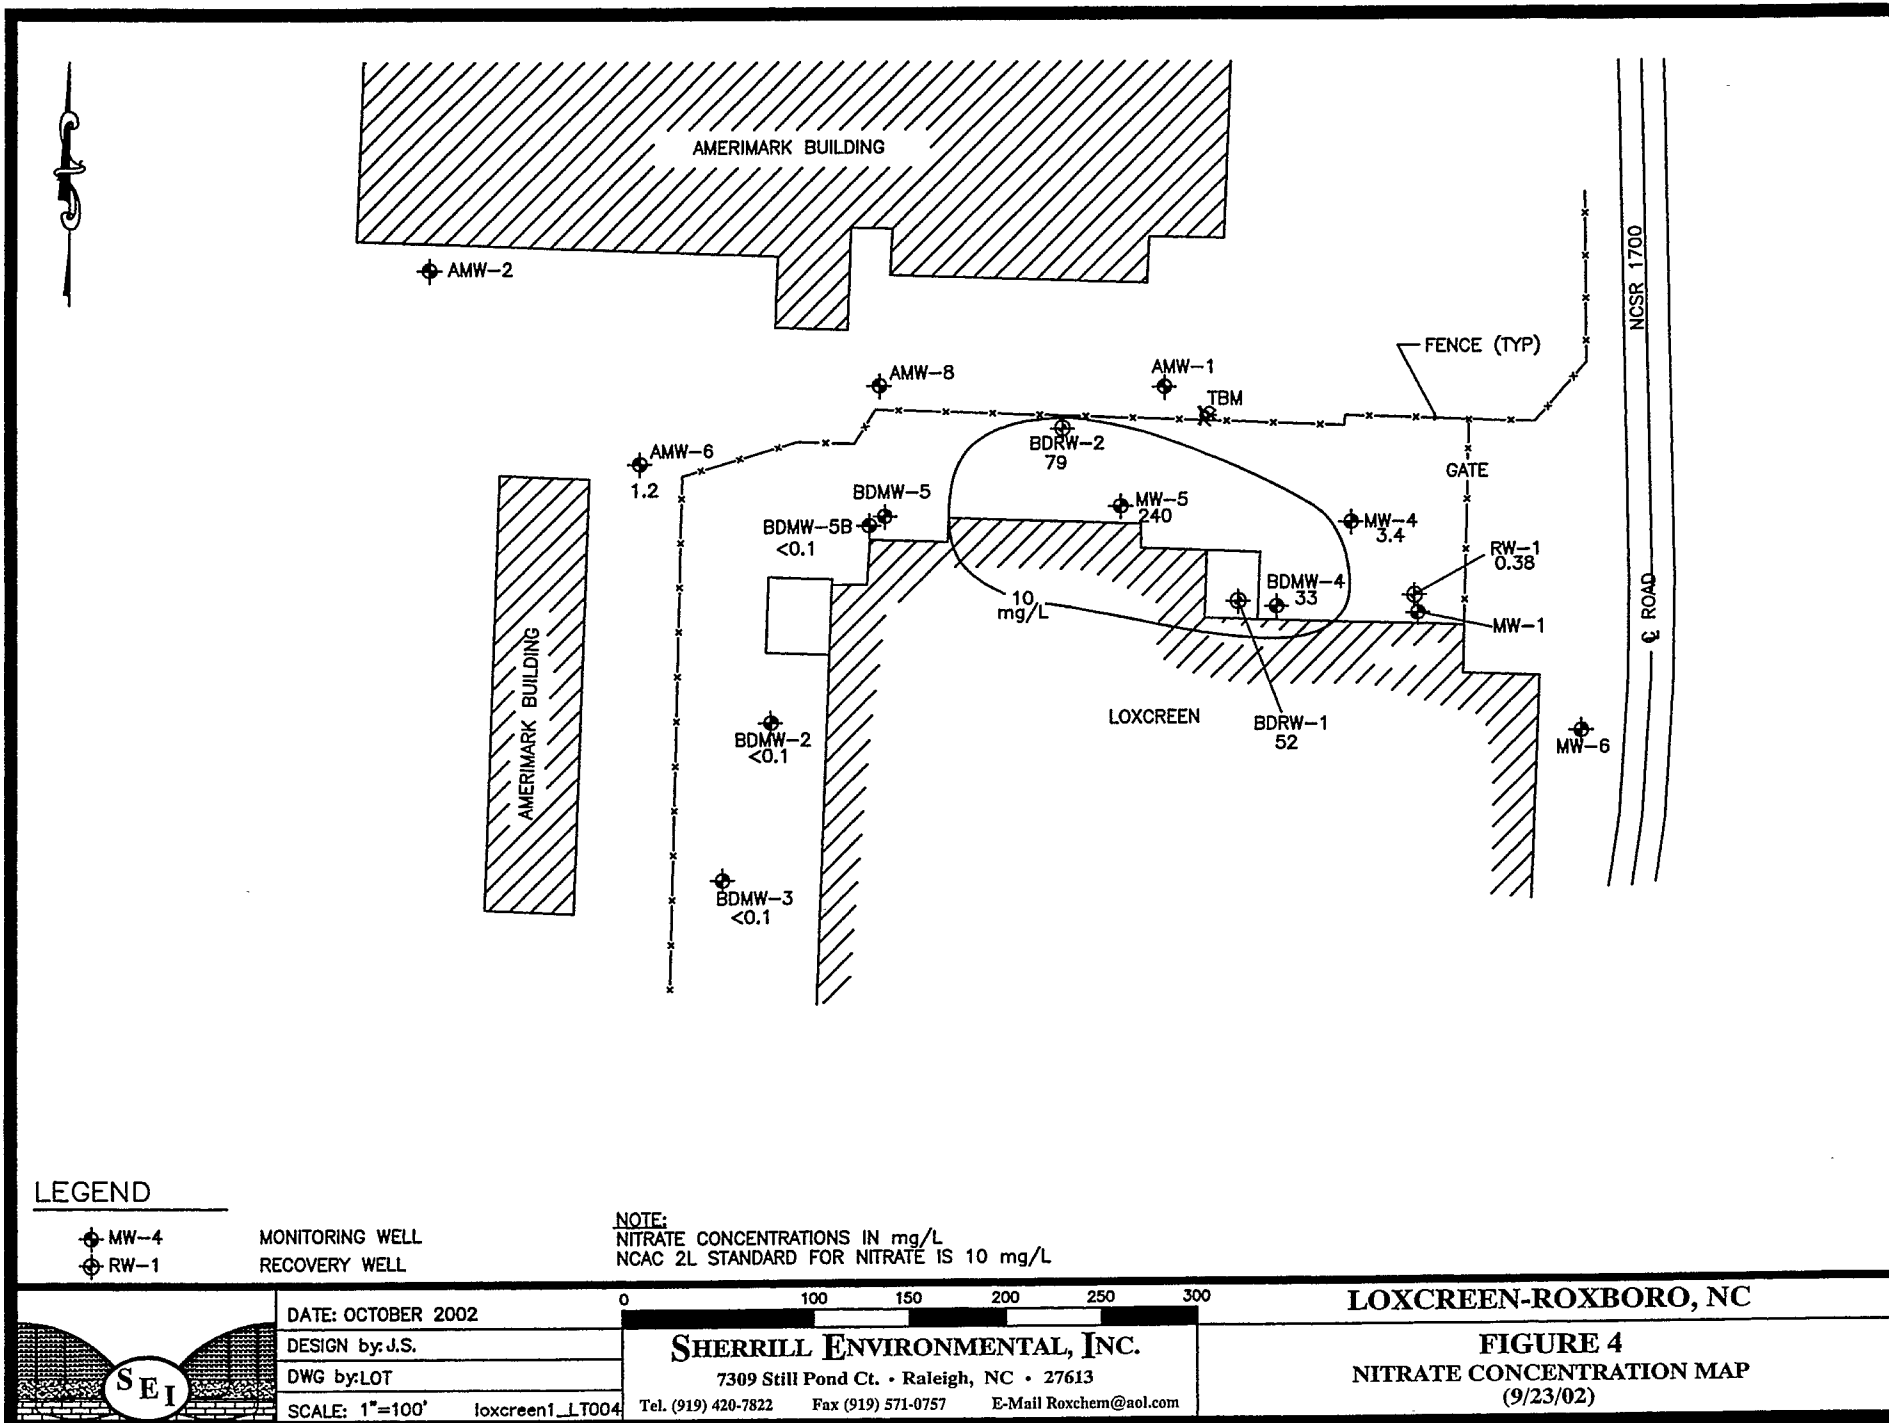 AMERIMARK BUILDING
AMW-2
NCSR 1700
FENCE (TYP)
AMW-8
AMW-1
TBM
BDRW-2
79
GATE
AMW-6
1.2
BDMW-5
MW-5
240
BDMW-5B
<0.1
MW-4
3.4
RW-1
0.38
BDMW-4
33
10
mg/L
MW-1
℄ ROAD
AMERIMARK BUILDING
LOXCREEN
BDRW-1
52
MW-6
BDMW-2
<0.1
BDMW-3
<0.1
LEGEND
MW-4 MONITORING WELL
RW-1 RECOVERY WELL
NOTE:
NITRATE CONCENTRATIONS IN mg/L
NCAC 2L STANDARD FOR NITRATE IS 10 mg/L
SEI
DATE: OCTOBER 2002
DESIGN by: J.S.
DWG by: LOT
SCALE: 1"=100' loxcreen1_LT004
0 100 150 200 250 300
SHERRILL ENVIRONMENTAL, INC.
7309 Still Pond Ct. • Raleigh, NC • 27613
Tel. (919) 420-7822 Fax (919) 571-0757 E-Mail Roxchem@aol.com
LOXCREEN-ROXBORO, NC
FIGURE 4
NITRATE CONCENTRATION MAP
(9/23/02)